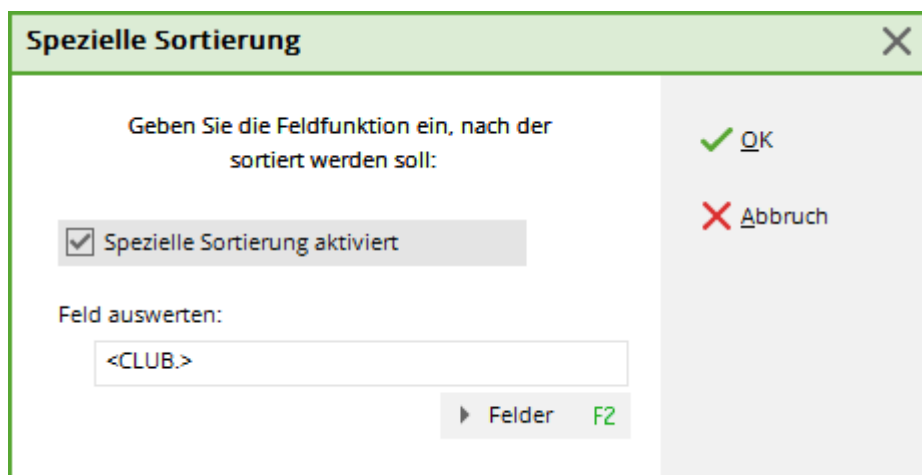 Spezielle Sortierung
Geben Sie die Feldfunktion ein, nach der
sortiert werden soll:
OK
Abbruch
Spezielle Sortierung aktiviert
Feld auswerten:
<CLUB.>
Felder F2